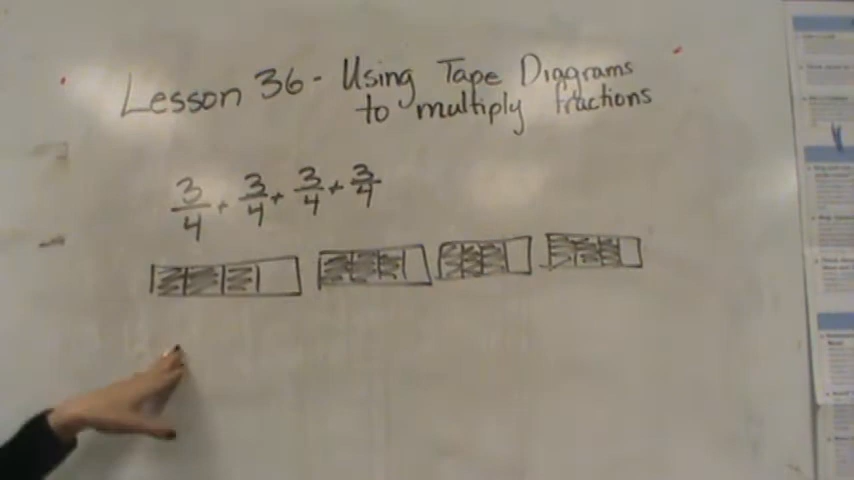 Lesson 36 - Using Tape Diagrams
to multiply fractions
3/4 + 3/4 + 3/4 + 3/4